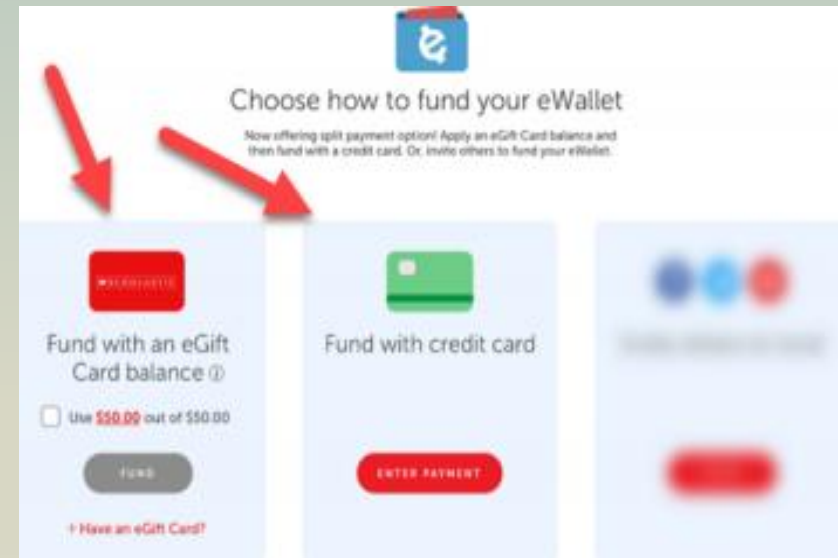 Choose how to fund your eWallet
Now offering split payment option! Apply an eGift Card balance and
then fund with a credit card. Or, invite others to fund your eWallet.
SCHOLASTIC
Fund with an eGift
Card balance ⓘ
Use $50.00 out of $50.00
FUND
+ Have an eGift Card?
Fund with credit card
ENTER PAYMENT